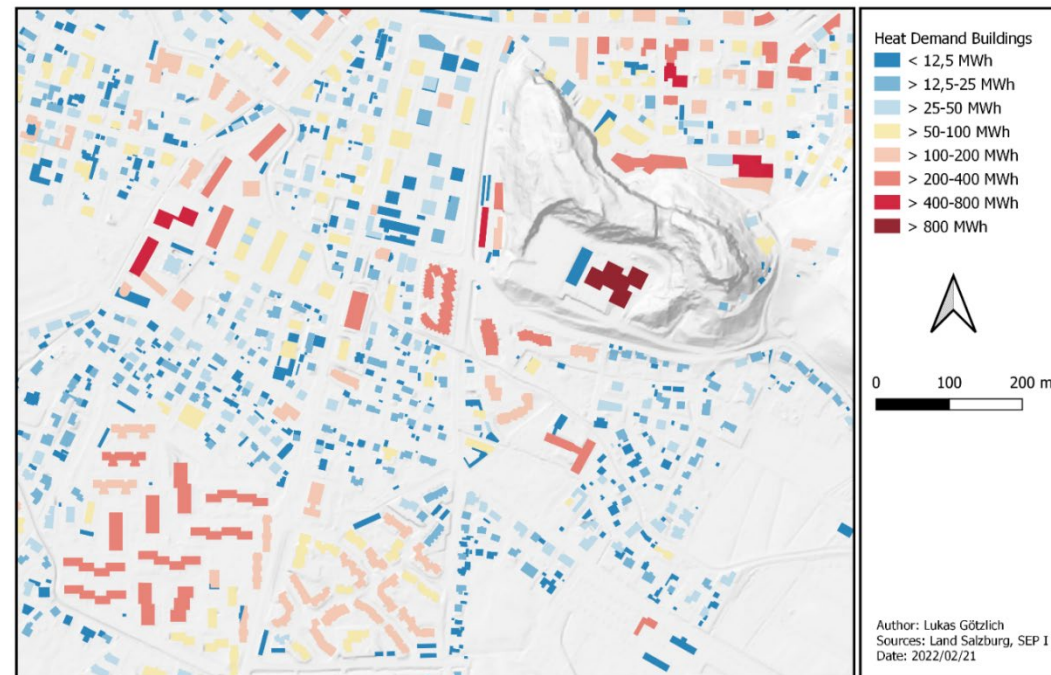 Heat Demand Buildings
< 12,5 MWh
> 12,5-25 MWh
> 25-50 MWh
> 50-100 MWh
> 100-200 MWh
> 200-400 MWh
> 400-800 MWh
> 800 MWh
0 100 200 m
Author: Lukas Götzlich
Sources: Land Salzburg, SEP I
Date: 2022/02/21